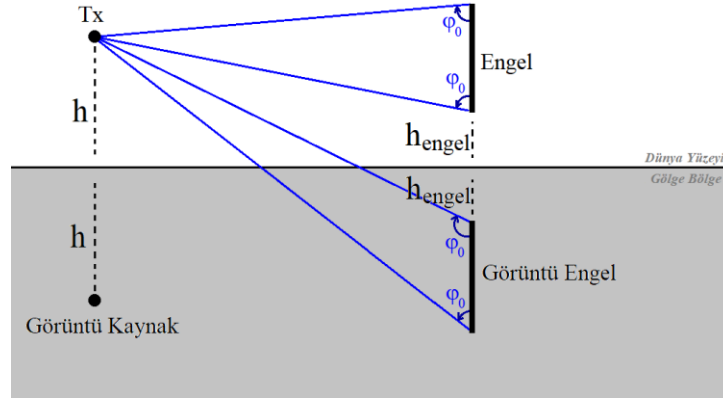 Tx
φ0
Engel
h
φ0
hengel
Dünya Yüzeyi
Gölge Bölge
hengel
h
φ0
Görüntü Engel
φ0
Görüntü Kaynak